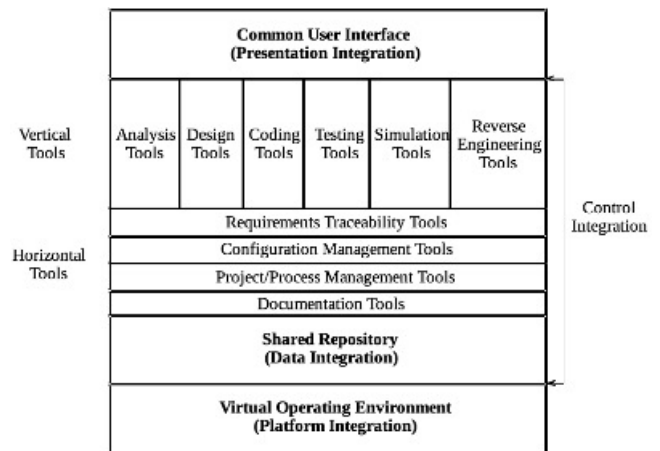 Common User Interface
(Presentation Integration)
Vertical
Tools
Analysis
Tools
Design
Tools
Coding
Tools
Testing
Tools
Simulation
Tools
Reverse
Engineering
Tools
Control
Integration
Horizontal
Tools
Requirements Traceability Tools
Configuration Management Tools
Project/Process Management Tools
Documentation Tools
Shared Repository
(Data Integration)
Virtual Operating Environment
(Platform Integration)